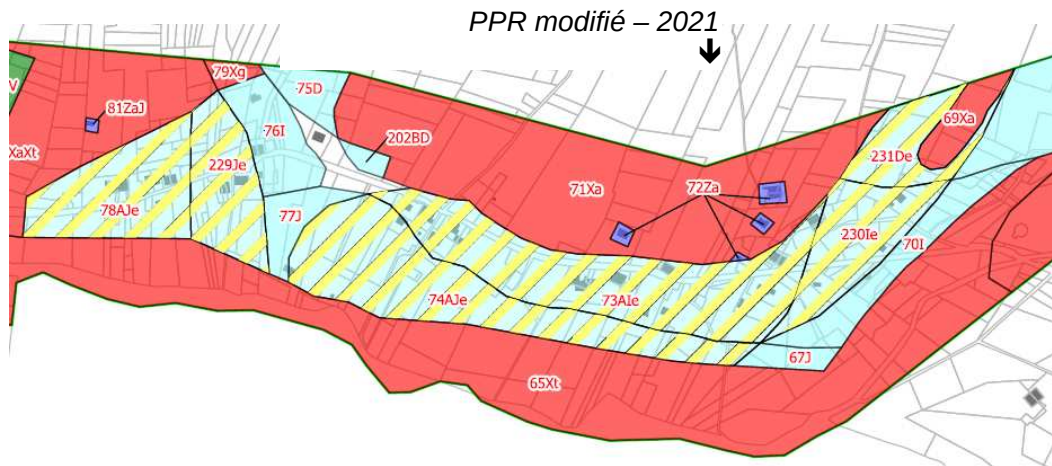 PPR modifié – 2021
79Xg
75D
V
81ZaJ
76I
69Xa
202BD
XaXt
229Je
231De
71Xa
72Za
78AJe
77J
230Ie
70I
74AJe
73AIe
67J
65Xt